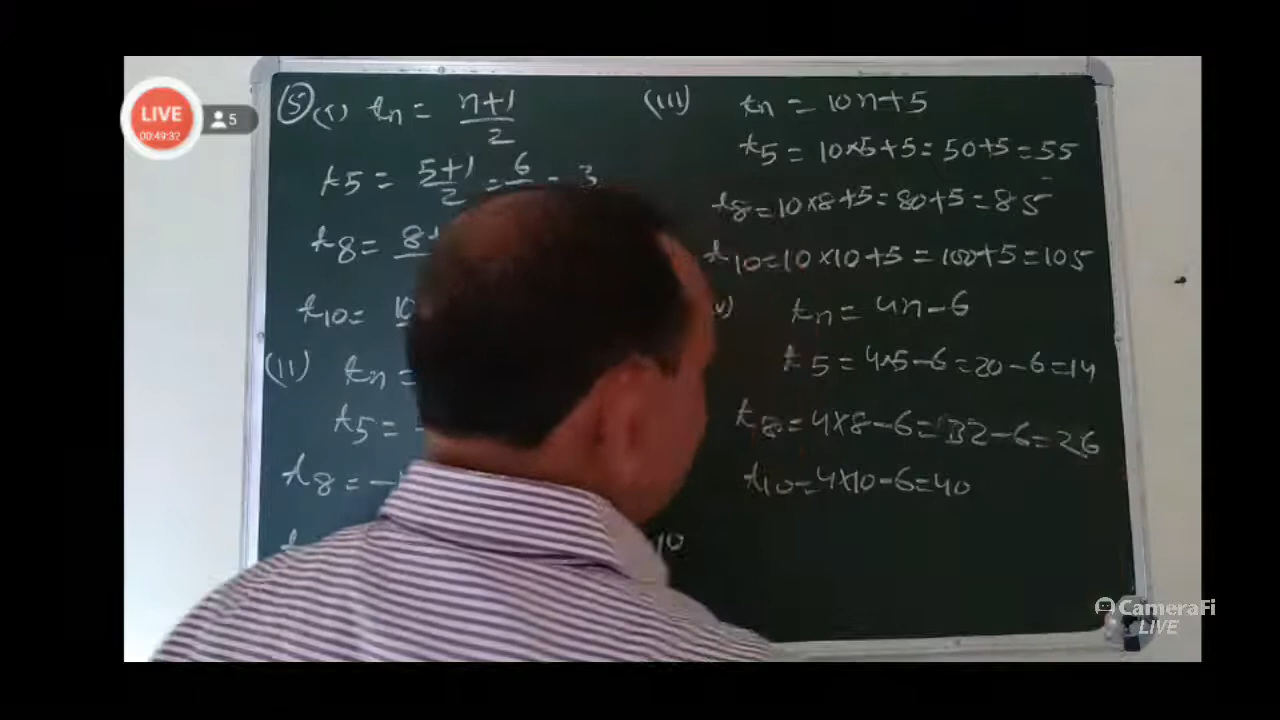 LIVE
00:49:32
5
(5) (i) tn = n+1/2
t5 = 5+1/2 = 6
t8 = 8+
t10 =
(ii) tn =
t5 =
t8 = -
10
(iii) tn = 10n+5
t5 = 10×5+5 = 50+5 = 55
t8 = 10×8+5 = 80+5 = 85
t10 = 10×10+5 = 100+5 = 105
v) tn = 4n-6
t5 = 4×5-6 = 20-6 = 14
t8 = 4×8-6 = 32-6 = 26
t10 = 4×10-6 = 40
CameraFi
LIVE